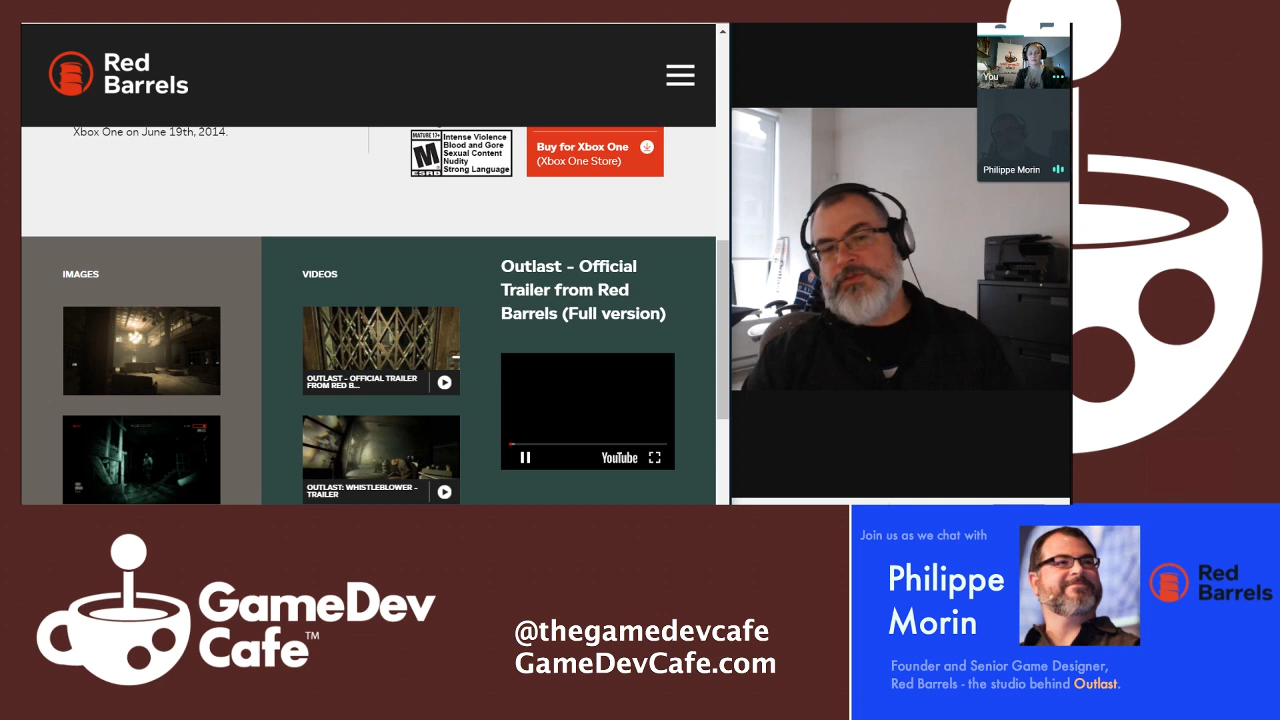 Red
Barrels
Xbox One on June 19th, 2014.
MATURE 17+
M
ESRB
Intense Violence
Blood and Gore
Sexual Content
Nudity
Strong Language
Buy for Xbox One
(Xbox One Store)
IMAGES
VIDEOS
OUTLAST - OFFICIAL TRAILER
FROM RED B...
OUTLAST: WHISTLEBLOWER -
TRAILER
Outlast - Official
Trailer from Red
Barrels (Full version)
YouTube
You
Philippe Morin
GameDev
Cafe™
@thegamedevcafe
GameDevCafe.com
Join us as we chat with
Philippe
Morin
Red
Barrels
Founder and Senior Game Designer,
Red Barrels - the studio behind Outlast.